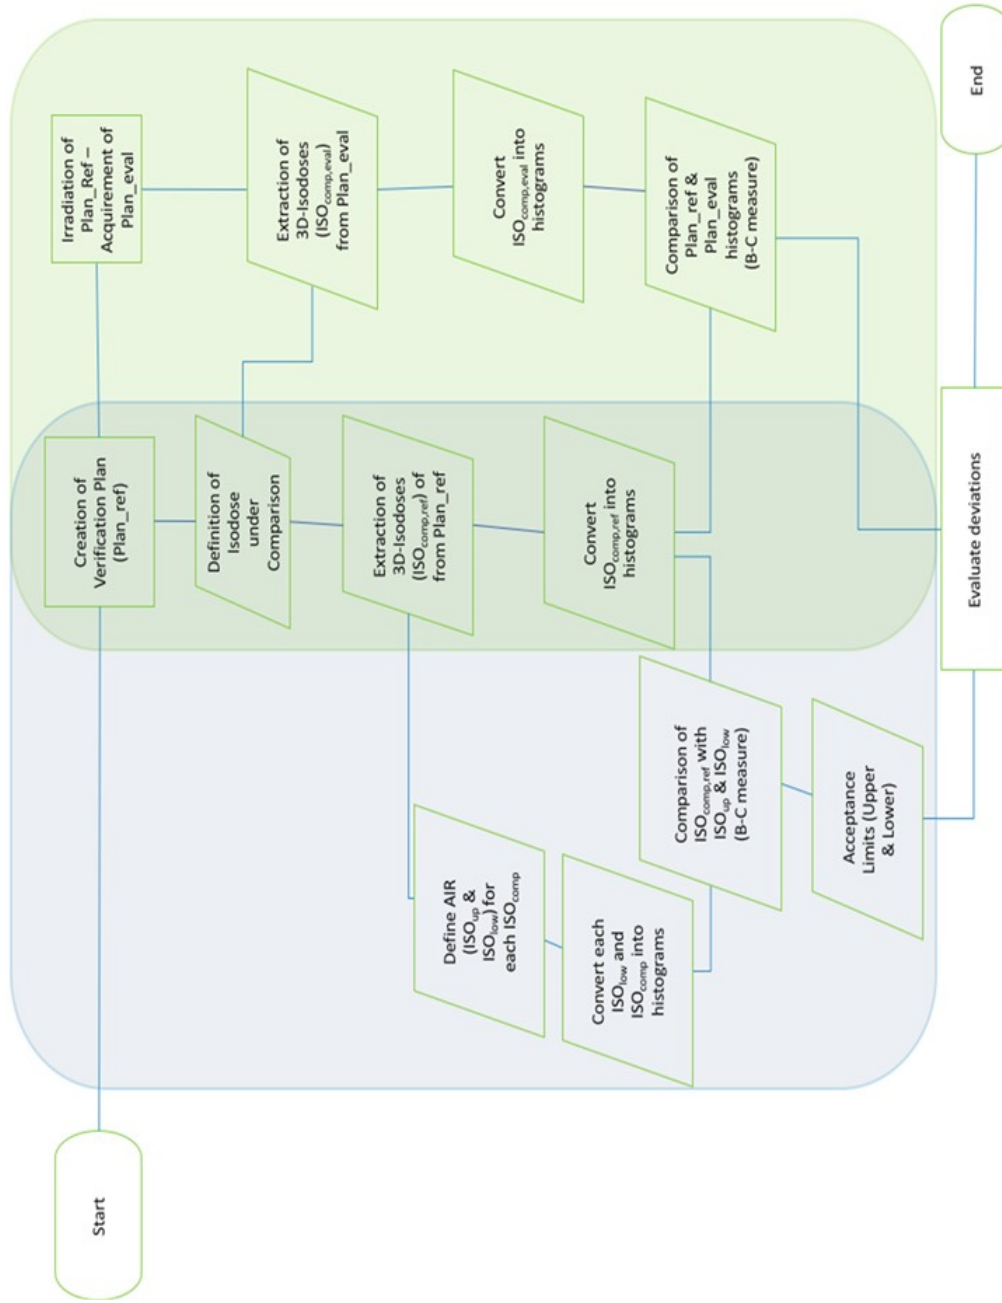 Start
Creation of
Verification Plan
(Plan_ref)
Irradiation of
Plan_Ref –
Acquirement of
Plan_eval
Definition of
Isodose
under
Comparison
Extraction of
3D-Isodoses
(ISOcomp,eval)
from Plan_eval
Extraction of
3D-Isodoses
(ISOcomp,ref) of
from Plan_ref
Define AIR
(ISOup &
ISOlow) for
each ISOcomp
Convert
ISOcomp,eval into
histograms
Convert
ISOcomp,ref into
histograms
Convert each
ISOlow and
ISOcomp into
histograms
Comparison of
ISOcomp,ref with
ISOup & ISOlow
(B-C measure)
Comparison of
Plan_ref &
Plan_eval
histograms
(B-C measure)
Acceptance
Limits (Upper
& Lower)
Evaluate deviations
End